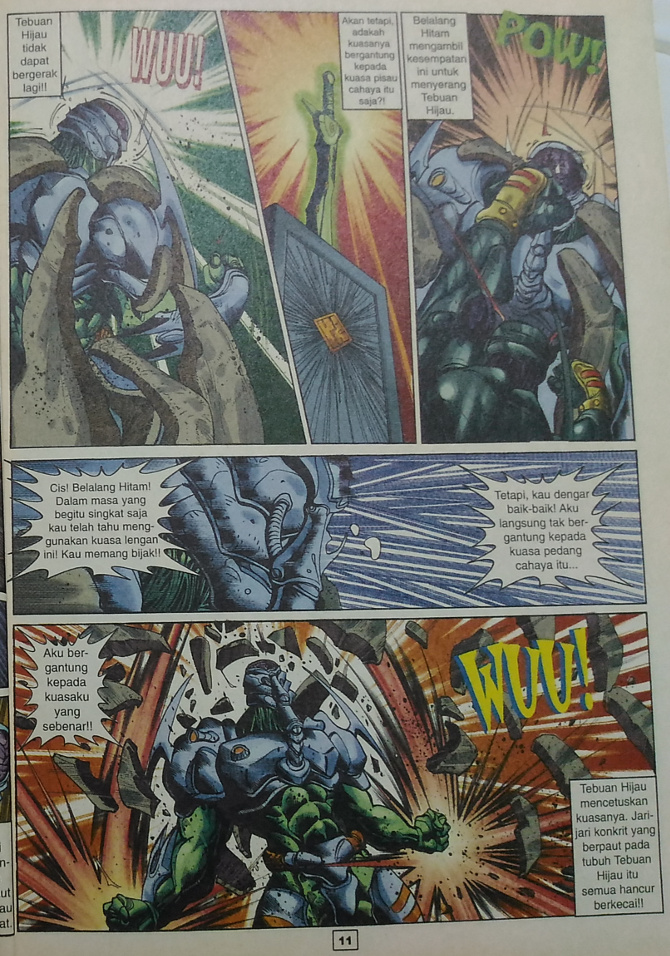 Tebuan
Hijau
tidak
dapat
bergerak
lagi!!
WUU!
Akan tetapi,
adakah
kuasanya
bergantung
kepada
kuasa pisau
cahaya itu
saja?!
Belalang
Hitam
mengambil
kesempatan
ini untuk
menyerang
Tebuan
Hijau.
POW!
Cis! Belalang Hitam!
Dalam masa yang
begitu singkat saja
kau telah tahu meng-
gunakan kuasa lengan
ini! Kau memang bijak!!
Tetapi, kau dengar
baik-baik! Aku
langsung tak ber-
gantung kepada
kuasa pedang
cahaya itu...
Aku ber-
gantung
kepada
kuasaku
yang
sebenar!!
WUU!
Tebuan Hijau
mencetuskan
kuasanya. Jari-
jari konkrit yang
berpaut pada
tubuh Tebuan
Hijau itu
semua hancur
berkecai!!
11